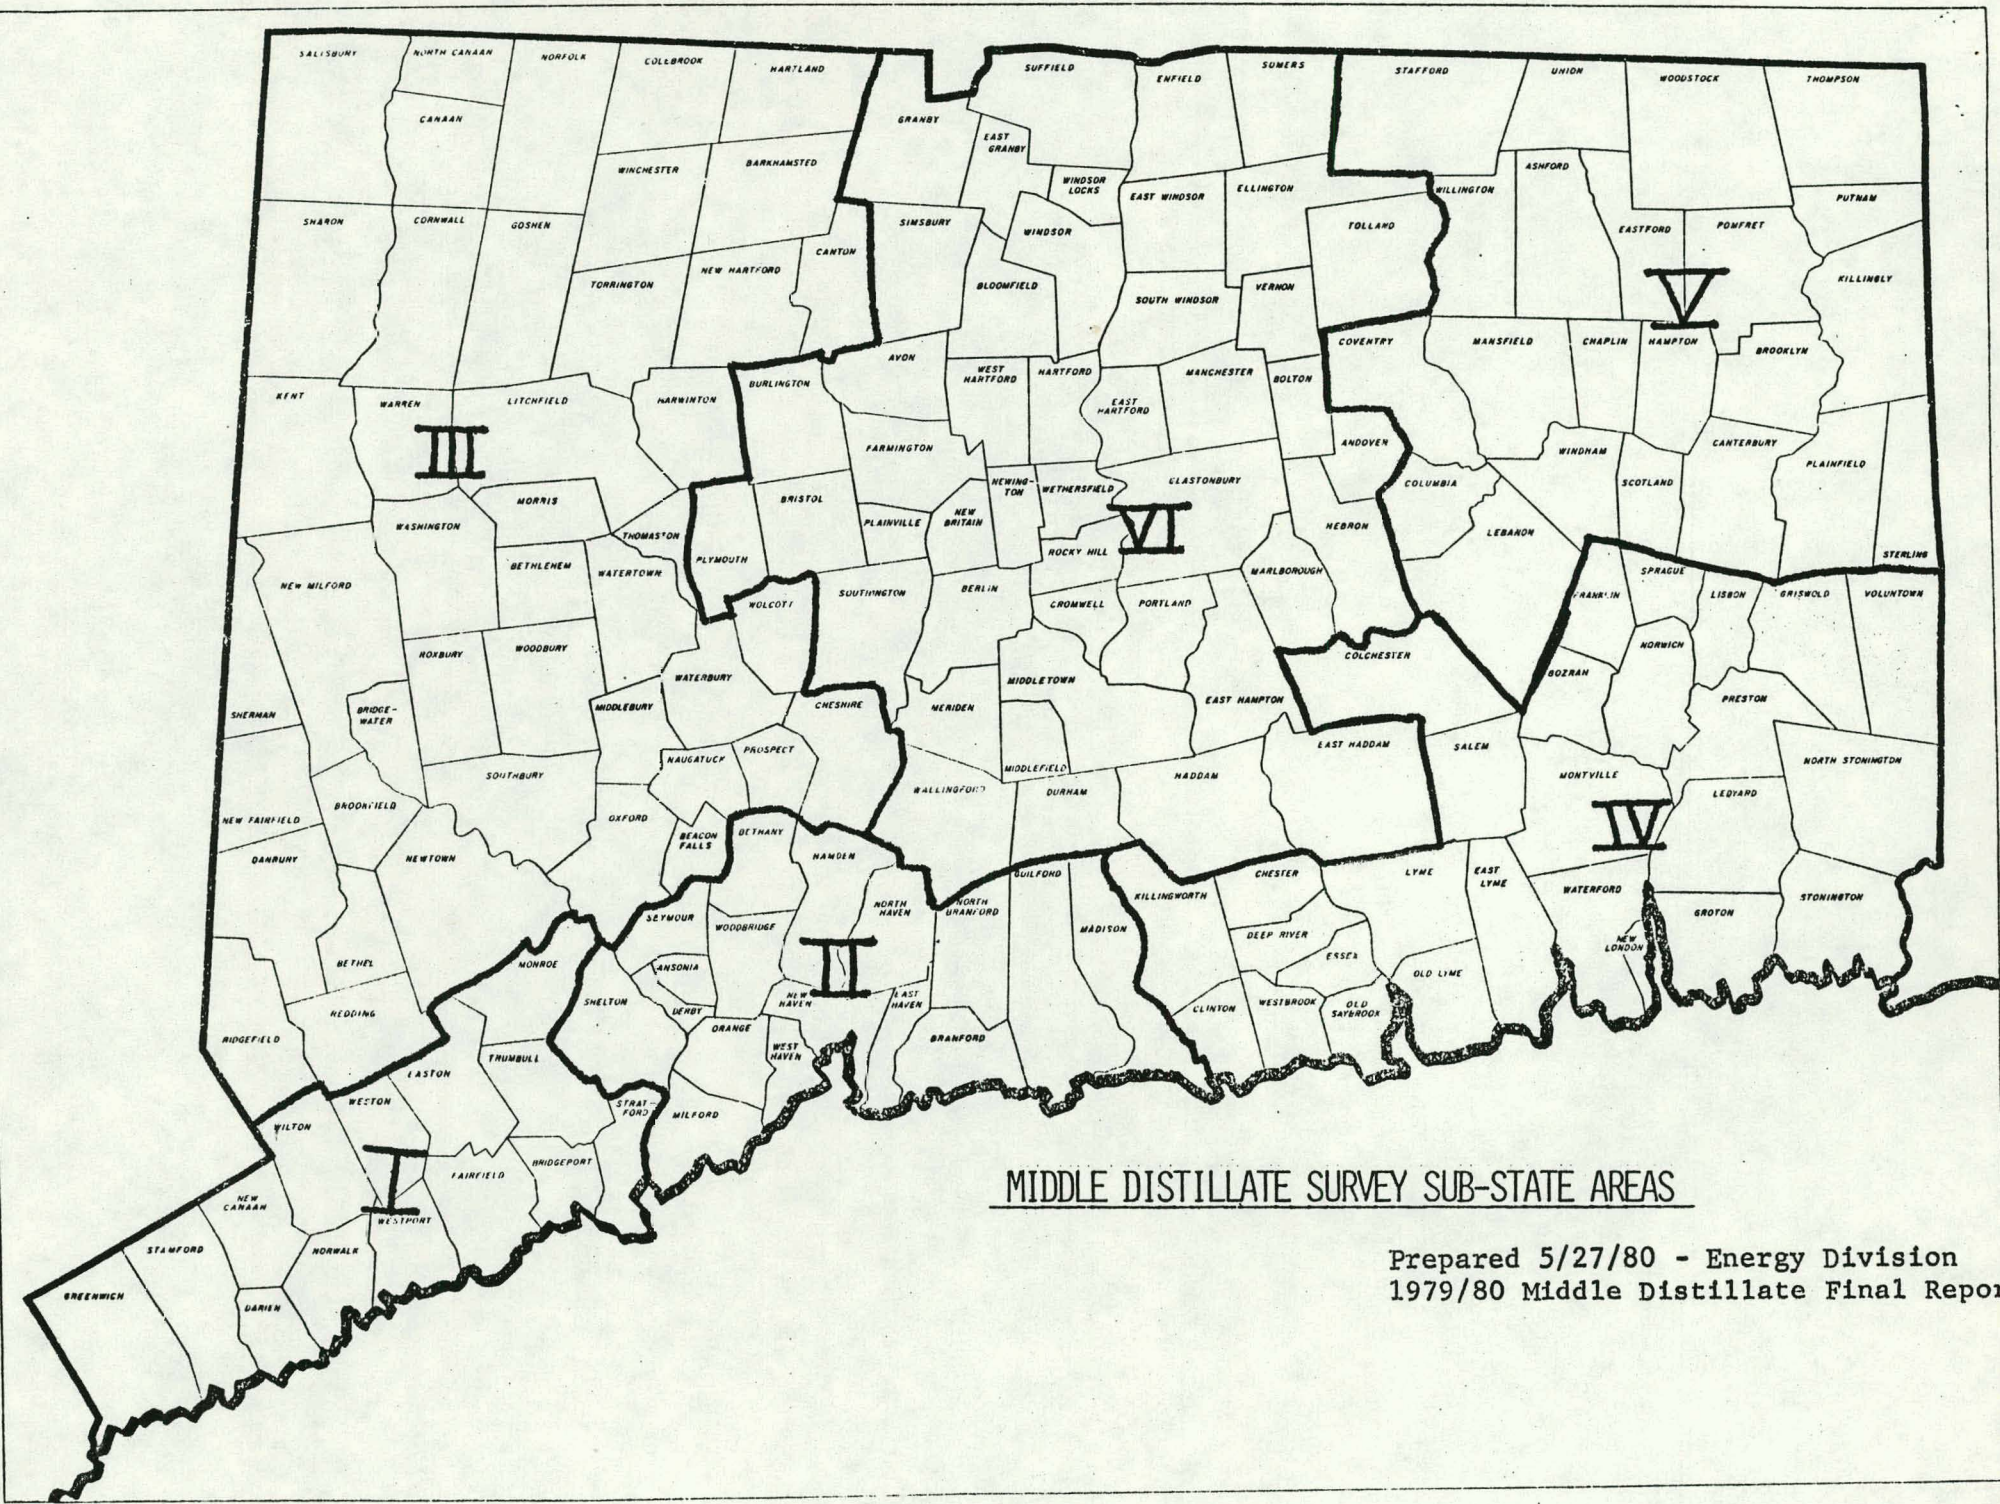 SALISBURY
NORTH CANAAN
NORFOLK
COLEBROOK
HARTLAND
SUFFIELD
ENFIELD
SOMERS
STAFFORD
UNION
WOODSTOCK
THOMPSON
CANAAN
GRANBY
EAST
GRANBY
WINCHESTER
BARKHAMSTED
WINDSOR
LOCKS
EAST WINDSOR
ELLINGTON
WILLINGTON
ASHFORD
PUTNAM
SHARON
CORNWALL
GOSHEN
SIMSBURY
WINDSOR
TOLLAND
EASTFORD
POMFRET
CANTON
TORRINGTON
NEW HARTFORD
BLOOMFIELD
SOUTH WINDSOR
VERNON
V
KILLINGLY
AVON
COVENTRY
MANSFIELD
CHAPLIN
HAMPTON
BROOKLYN
KENT
WARREN
LITCHFIELD
HARWINTON
BURLINGTON
WEST
HARTFORD
HARTFORD
EAST
HARTFORD
MANCHESTER
BOLTON
III
FARMINGTON
ANDOVER
WINDHAM
CANTERBURY
PLAINFIELD
WASHINGTON
MORRIS
BRISTOL
NEWING-
TON
WETHERSFIELD
GLASTONBURY
COLUMBIA
SCOTLAND
THOMASTON
PLYMOUTH
PLAINVILLE
NEW
BRITAIN
ROCKY HILL
VI
HEBRON
LEBANON
STERLING
NEW MILFORD
BETHLEHEM
WATERTOWN
WOLCOTT
SOUTHINGTON
BERLIN
CROMWELL
PORTLAND
MARLBOROUGH
FRANKLIN
SPRAGUE
LISBON
GRISWOLD
VOLUNTOWN
ROXBURY
WOODBURY
WATERBURY
MIDDLETOWN
COLCHESTER
BOZRAH
NORWICH
PRESTON
SHERMAN
BRIDGE-
WATER
MIDDLEBURY
CHESHIRE
MERIDEN
EAST HAMPTON
SOUTHBURY
NAUGATUCK
PROSPECT
MIDDLEFIELD
EAST HADDAM
SALEM
MONTVILLE
NORTH STONINGTON
NEW FAIRFIELD
BROOKFIELD
OXFORD
BEACON
FALLS
BETHANY
WALLINGFORD
DURHAM
HADDAM
LEDYARD
IV
DANBURY
NEWTOWN
HAMDEN
GUILFORD
CHESTER
LYME
EAST
LYME
WATERFORD
STONINGTON
SEYMOUR
WOODBRIDGE
NORTH
HAVEN
NORTH
BRANFORD
MADISON
KILLINGWORTH
DEEP RIVER
ESSEX
OLD LYME
NEW
LONDON
GROTON
BETHEL
MONROE
ANSONIA
II
REDDING
SHELTON
DERBY
NEW
HAVEN
EAST
HAVEN
CLINTON
WESTBROOK
OLD
SAYBROOK
RIDGEFIELD
TRUMBULL
ORANGE
WEST
HAVEN
BRANFORD
EASTON
WESTON
WILTON
STRAT-
FORD
MILFORD
I
FAIRFIELD
BRIDGEPORT
NEW
CANAAN
WESTPORT
STAMFORD
NORWALK
GREENWICH
DARIEN
MIDDLE DISTILLATE SURVEY SUB-STATE AREAS
Prepared 5/27/80 - Energy Division
1979/80 Middle Distillate Final Repor